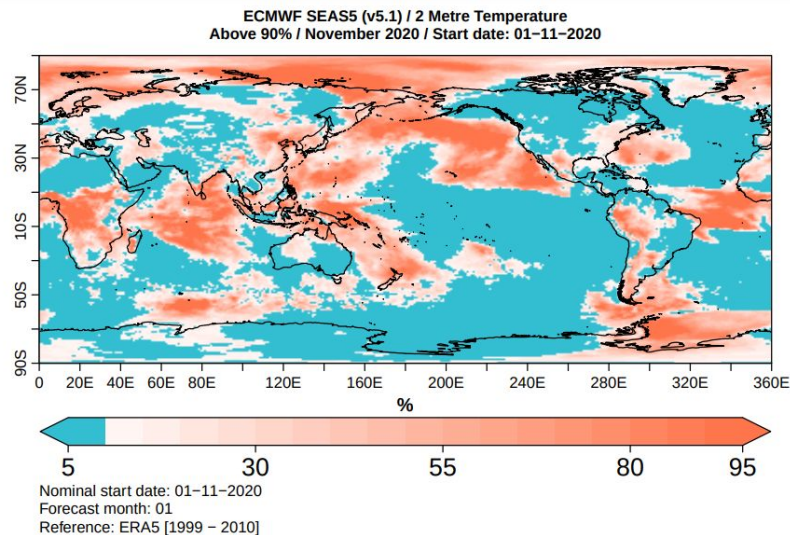 ECMWF SEAS5 (v5.1) / 2 Metre Temperature
Above 90% / November 2020 / Start date: 01−11−2020
70N
30N
10S
50S
90S
0 20E 40E 60E 80E 120E 160E 200E 240E 280E 320E 360E
%
5 30 55 80 95
Nominal start date: 01−11−2020
Forecast month: 01
Reference: ERA5 [1999 − 2010]